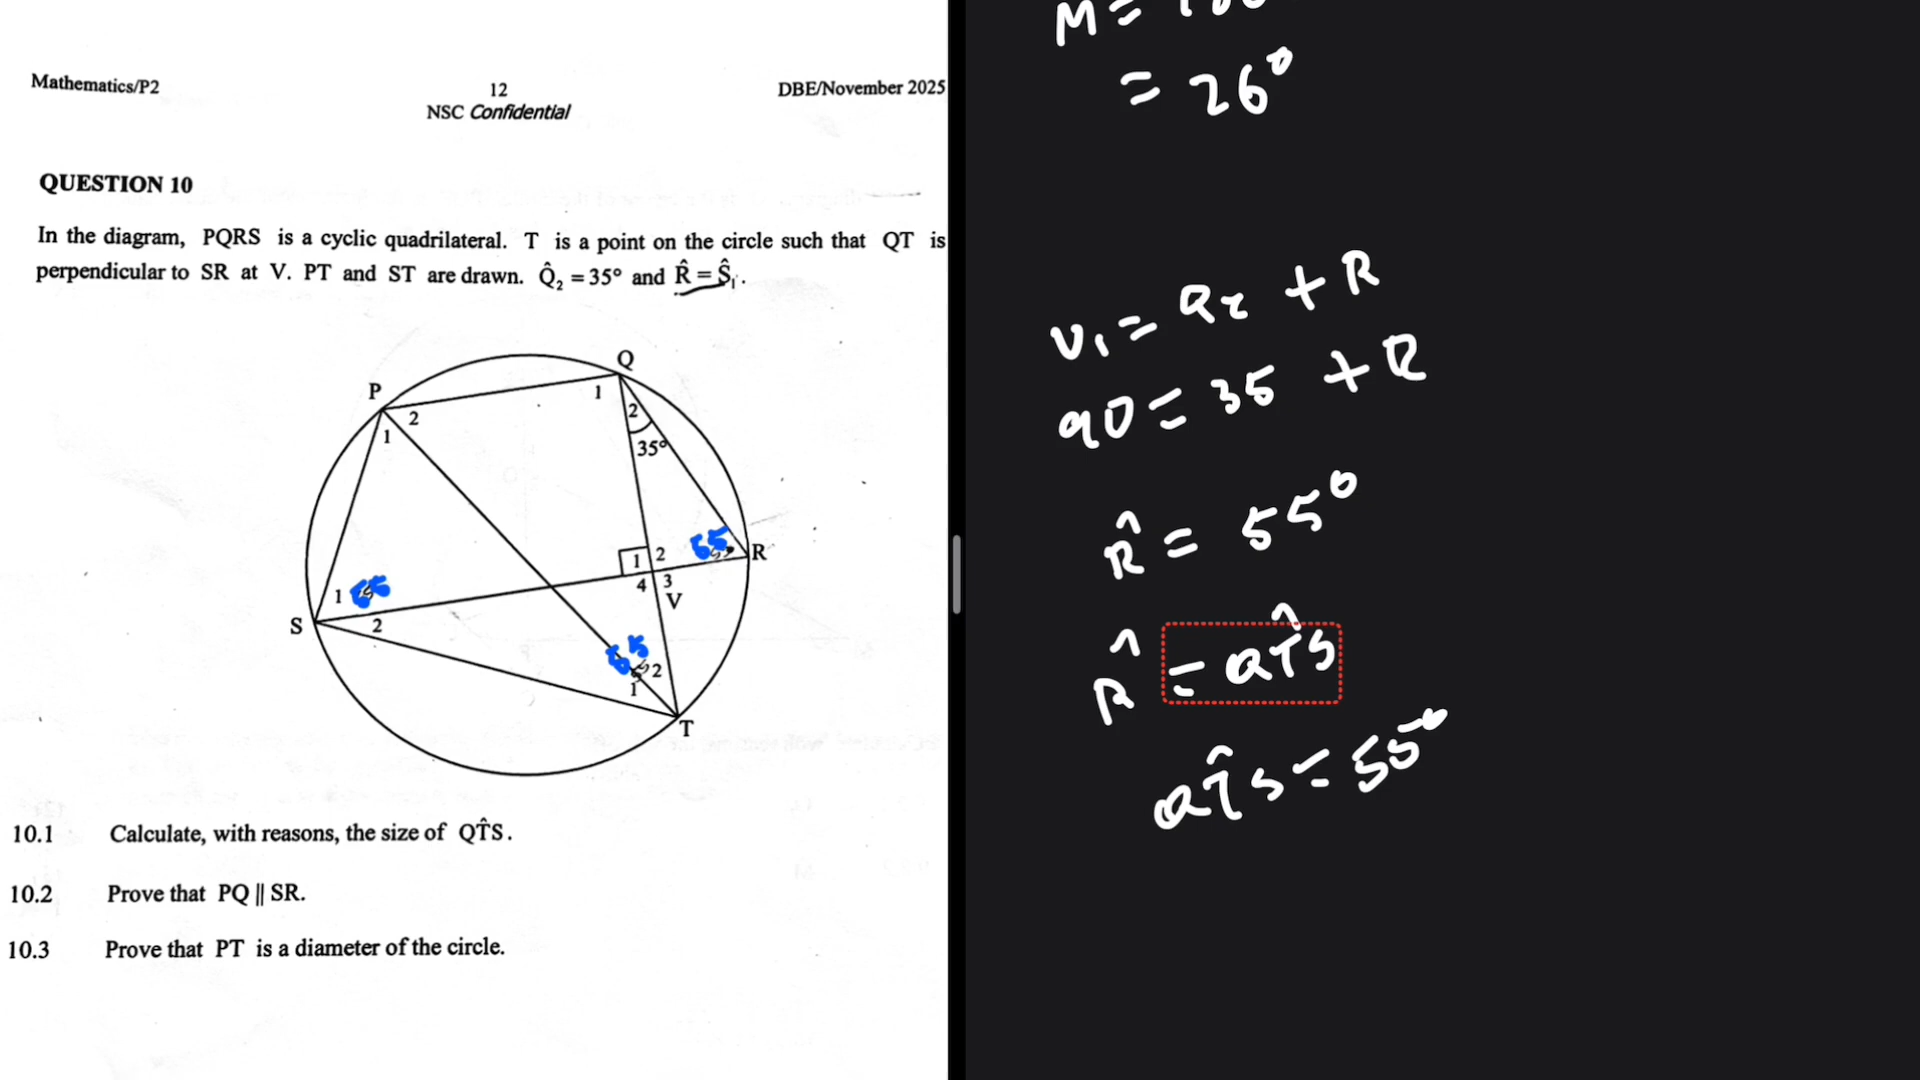 Mathematics/P2
12
DBE/November 2025
NSC Confidential
QUESTION 10
In the diagram, PQRS is a cyclic quadrilateral. T is a point on the circle such that QT is
perpendicular to SR at V. PT and ST are drawn. Q̂₂ = 35° and R̂ = Ŝ₁.
Q
P
1
2
2
1
35°
55
1
2
R
4
3
V
1
55
S
2
55
2
1
T
10.1 Calculate, with reasons, the size of QT̂S.
10.2 Prove that PQ || SR.
10.3 Prove that PT is a diameter of the circle.
= 26°
V₁ = Q₂ + R
90 = 35 + R
R̂ = 55°
R̂ = QT̂S
QT̂S = 55°